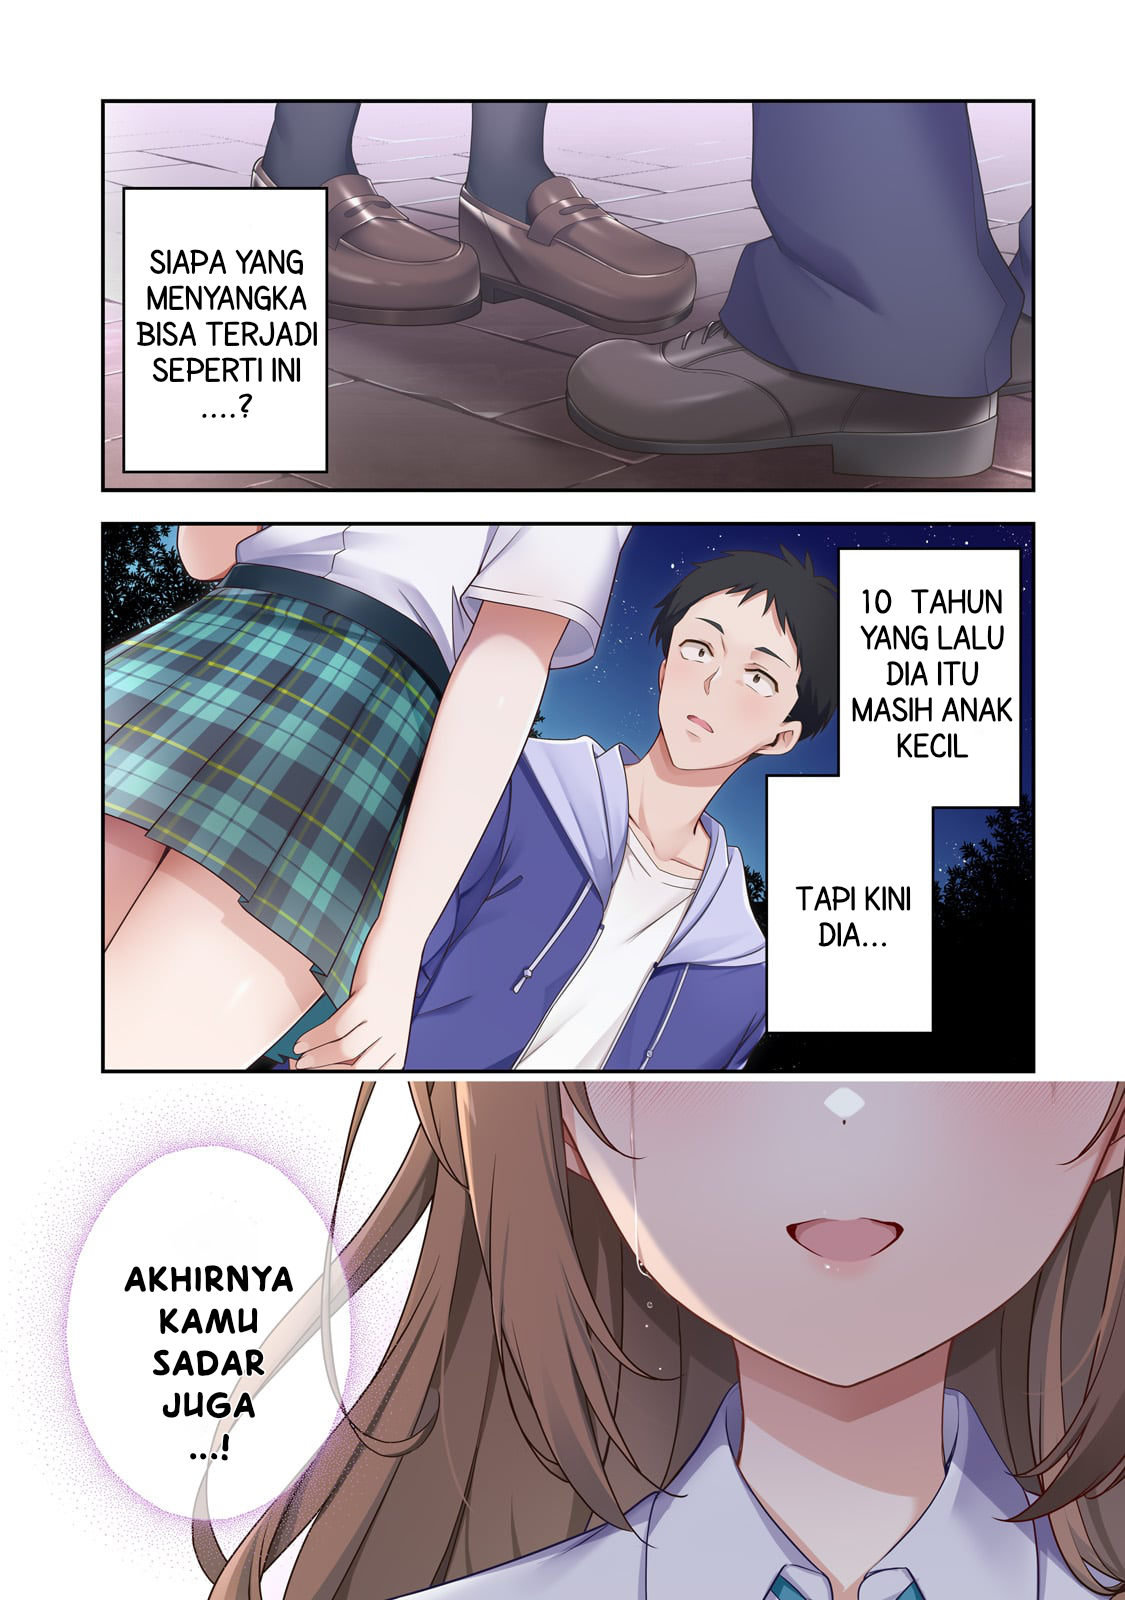 SIAPA YANG
MENYANGKA
BISA TERJADI
SEPERTI INI
....?
10 TAHUN
YANG LALU
DIA ITU
MASIH ANAK
KECIL
TAPI KINI
DIA...
AKHIRNYA
KAMU
SADAR
JUGA
...!